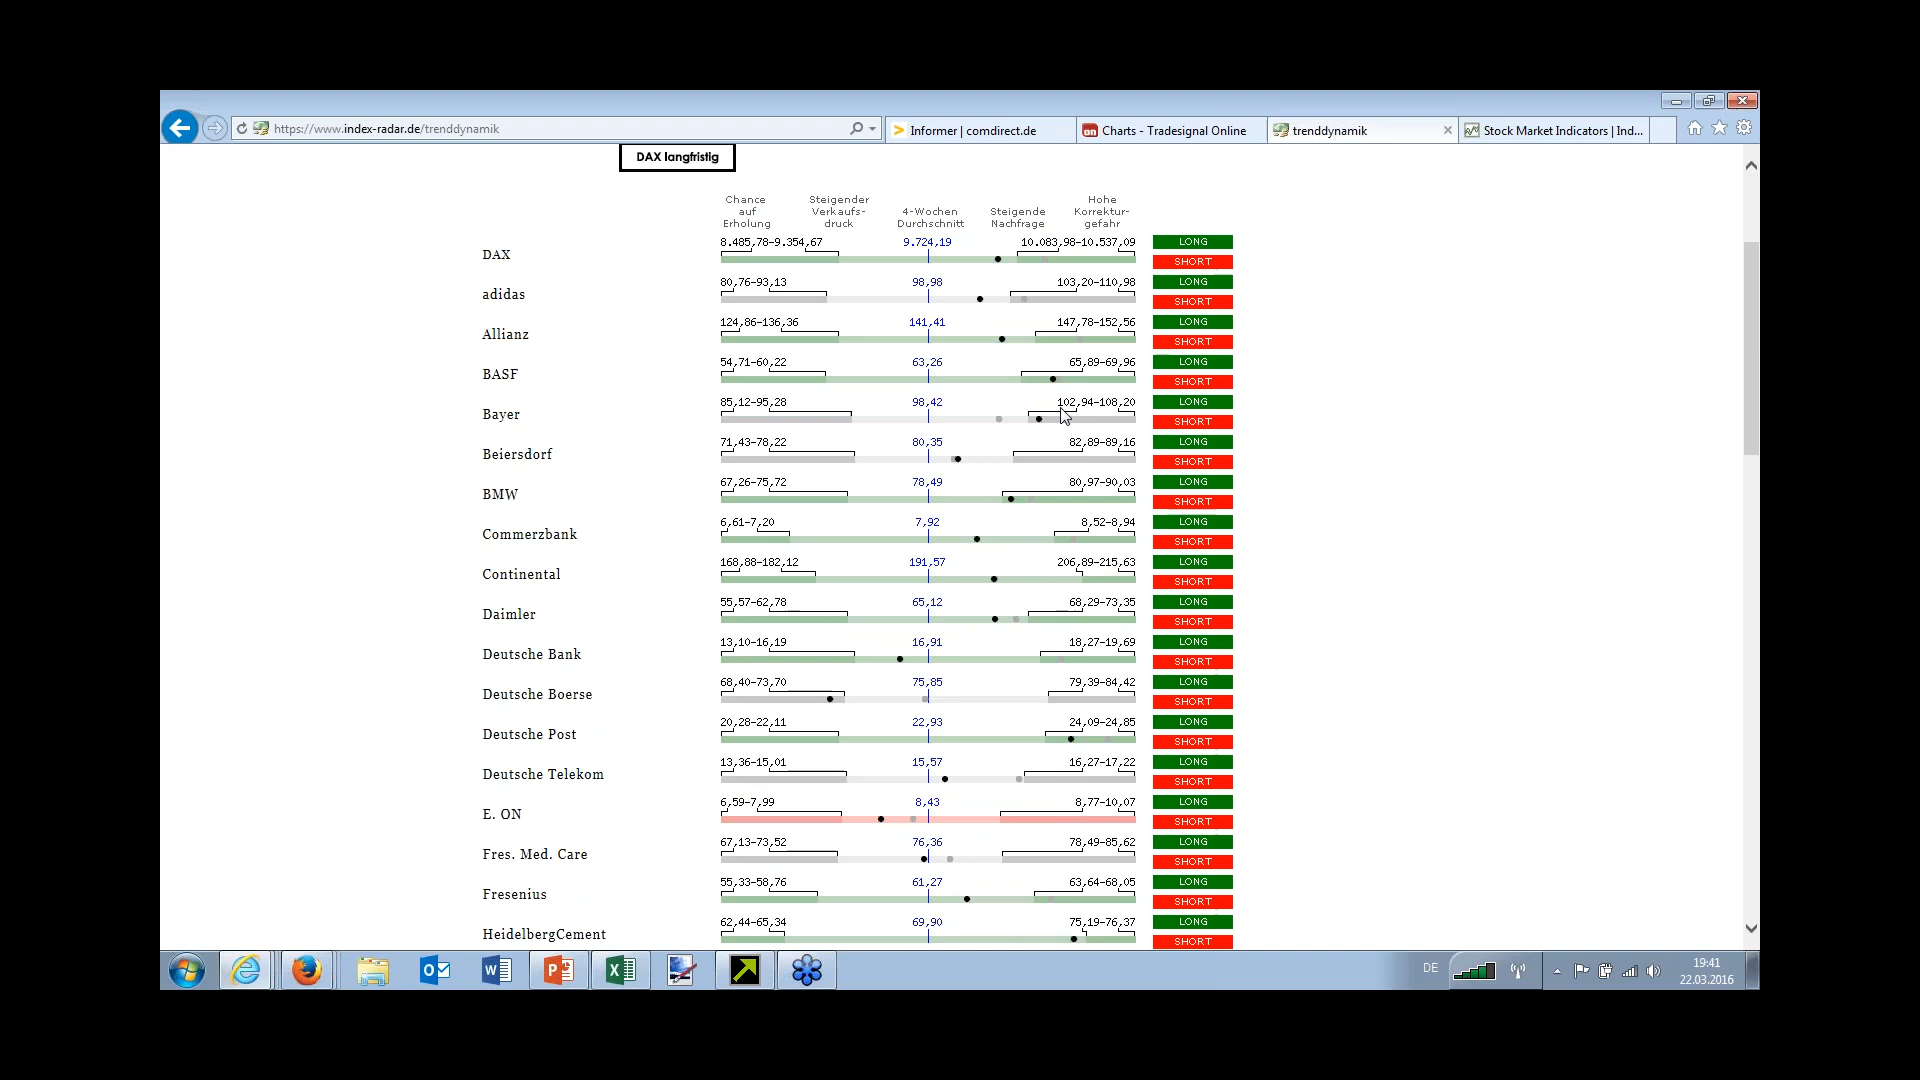 https://www.index-radar.de/trenddynamik
Informer | comdirect.de
Charts - Tradesignal Online
trenddynamik
Stock Market Indicators | Ind...
DAX langfristig
Chance auf Erholung
Steigender Verkaufs-druck
4-Wochen Durchschnitt
Steigende Nachfrage
Hohe Korrektur-gefahr
DAX 8.485,78-9.354,67 9.724,19 10.083,98-10.537,09 LONG SHORT
adidas 80,76-93,13 98,98 103,20-110,98 LONG SHORT
Allianz 124,86-136,36 141,41 147,78-152,56 LONG SHORT
BASF 54,71-60,22 63,26 65,89-69,96 LONG SHORT
Bayer 85,12-95,28 98,42 102,94-108,20 LONG SHORT
Beiersdorf 71,43-78,22 80,35 82,89-89,16 LONG SHORT
BMW 67,26-75,72 78,49 80,97-90,03 LONG SHORT
Commerzbank 6,61-7,20 7,92 8,52-8,94 LONG SHORT
Continental 168,88-182,12 191,57 206,89-215,63 LONG SHORT
Daimler 55,57-62,78 65,12 68,29-73,35 LONG SHORT
Deutsche Bank 13,10-16,19 16,91 18,27-19,69 LONG SHORT
Deutsche Boerse 68,40-73,70 75,85 79,39-84,42 LONG SHORT
Deutsche Post 20,28-22,11 22,93 24,09-24,85 LONG SHORT
Deutsche Telekom 13,36-15,01 15,57 16,27-17,22 LONG SHORT
E. ON 6,59-7,99 8,43 8,77-10,07 LONG SHORT
Fres. Med. Care 67,13-73,52 76,36 78,49-85,62 LONG SHORT
Fresenius 55,33-58,76 61,27 63,64-68,05 LONG SHORT
HeidelbergCement 62,44-65,34 69,90 75,19-76,37 LONG SHORT
DE
19:41
22.03.2016